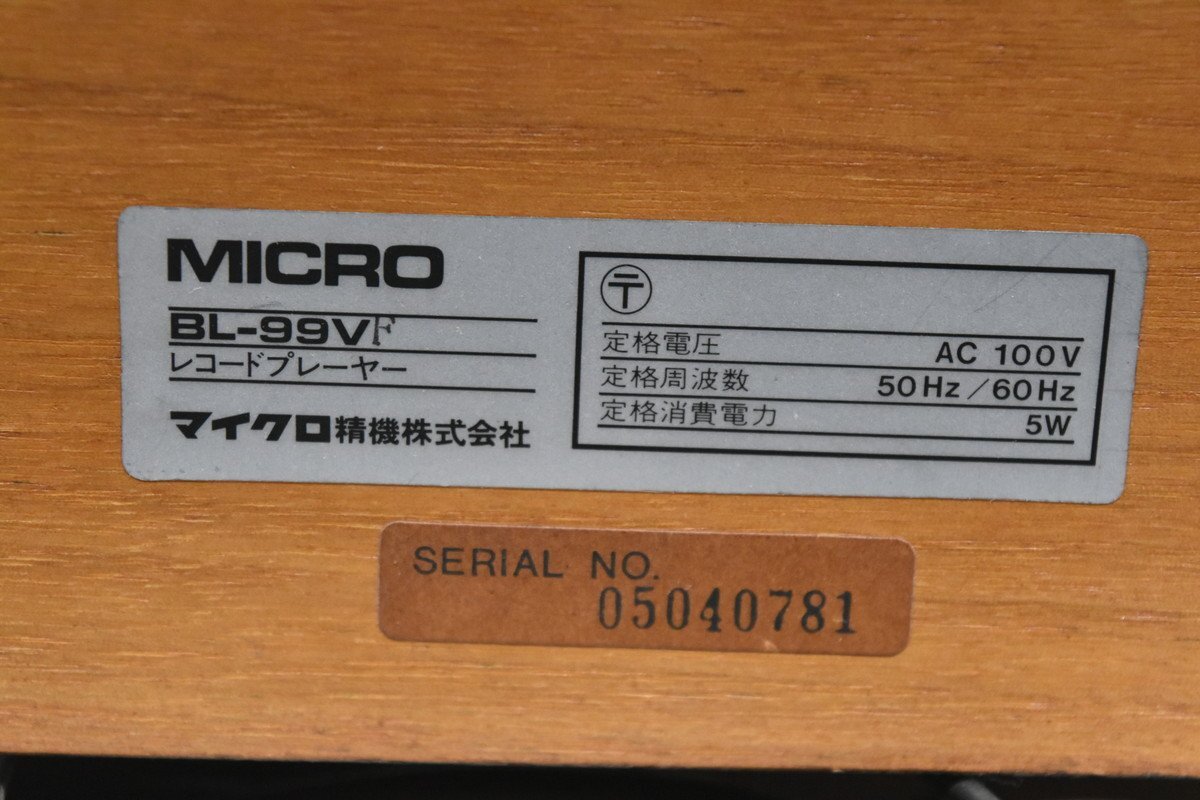 MICRO
BL-99VF
レコードプレーヤー
マイクロ精機株式会社
〒
定格電圧 AC 100V
定格周波数 50Hz/60Hz
定格消費電力 5W
SERIAL NO.
05040781